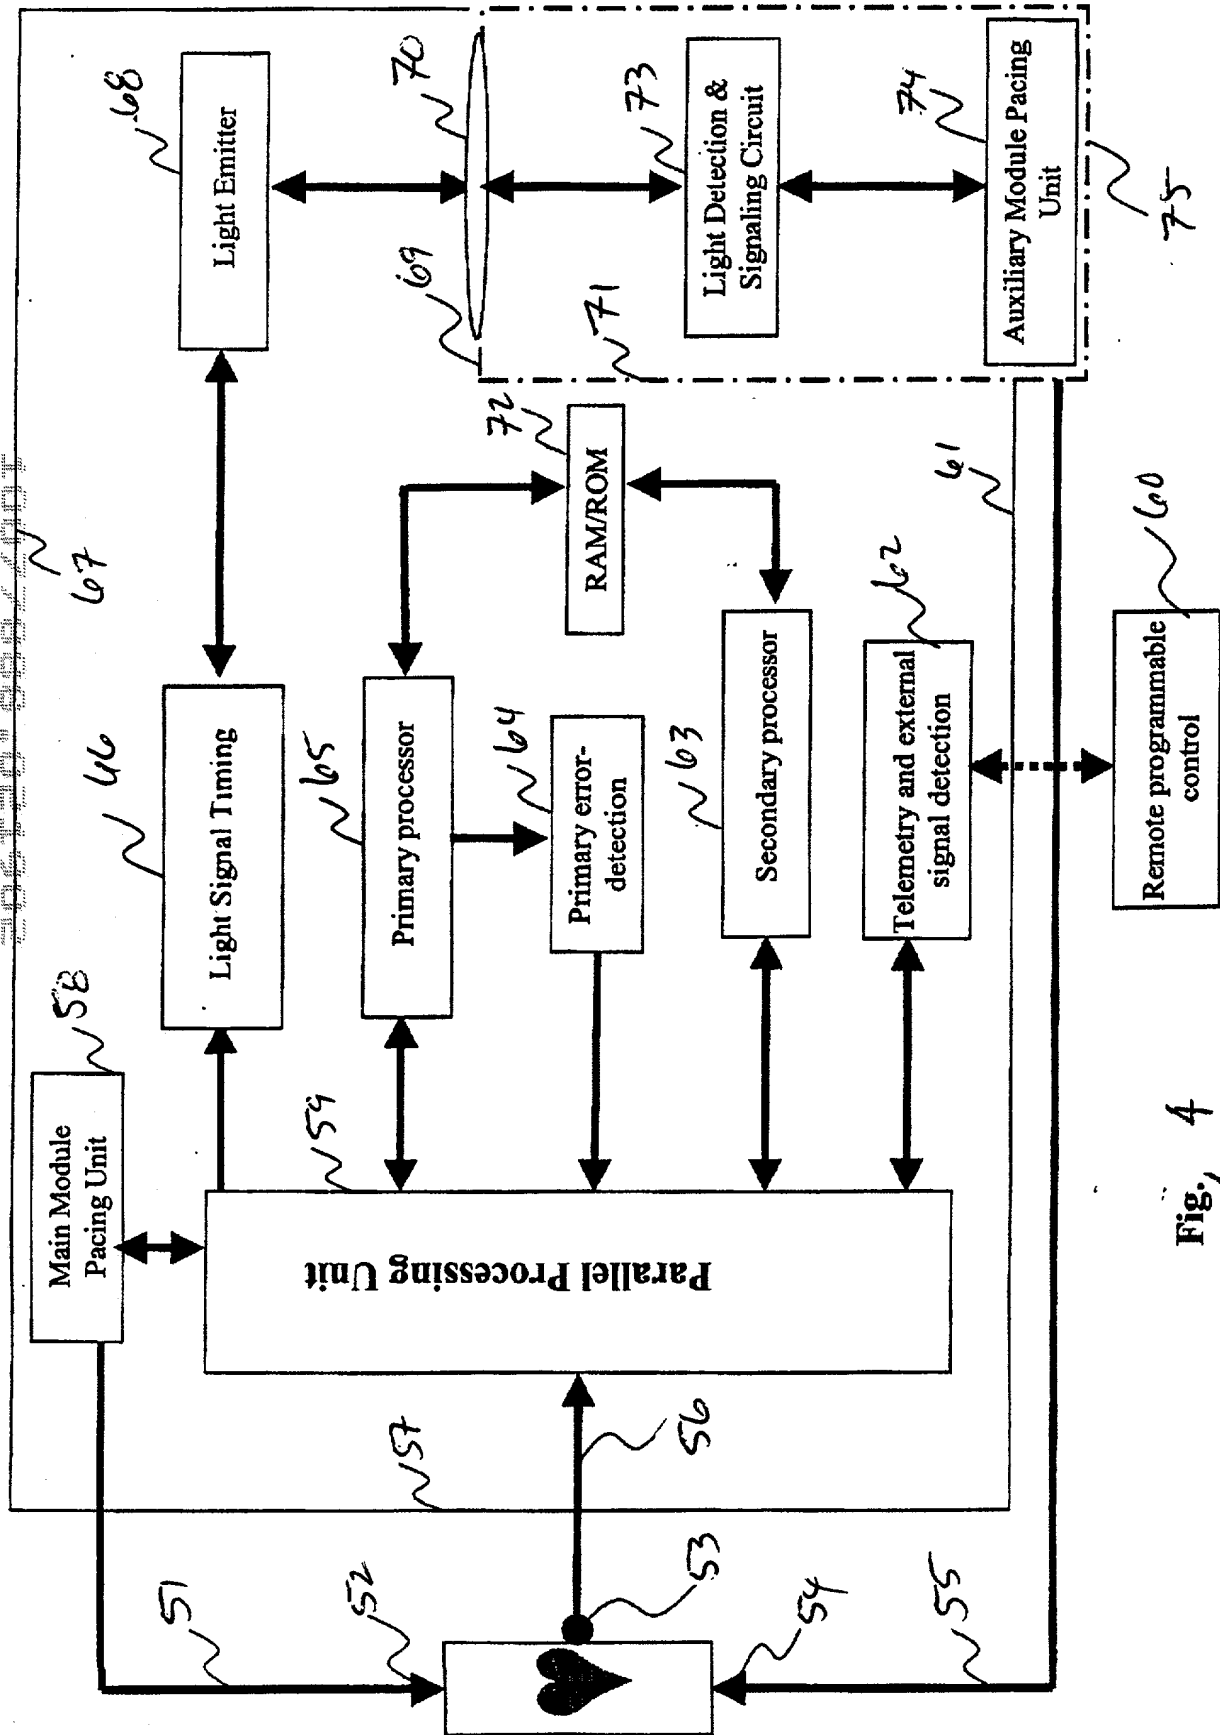 67
58
Main Module
Pacing Unit
46
68
Light Signal Timing
Light Emitter
51
59
65
Primary processor
70
69
52
57
Parallel Processing Unit
64
Primary error-
detection
72
RAM/ROM
71
53
56
63
Secondary processor
73
Light Detection &
Signaling Circuit
54
62
Telemetry and external
signal detection
74
55
61
Auxiliary Module Pacing
Unit
60
Remote programmable
control
75
Fig. 4